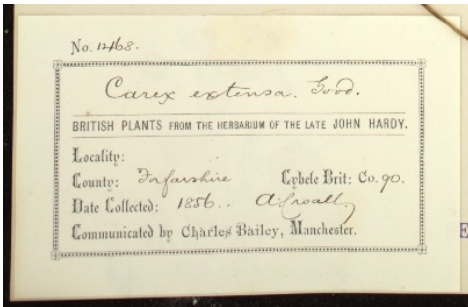 No. 1468.
Carex extensa. Good.
BRITISH PLANTS FROM THE HERBARIUM OF THE LATE JOHN HARDY.
Locality:
County: Forfarshire Cybele Brit: Co. 90.
Date Collected: 1856.. A. Croall.
Communicated by Charles Bailey, Manchester.
E